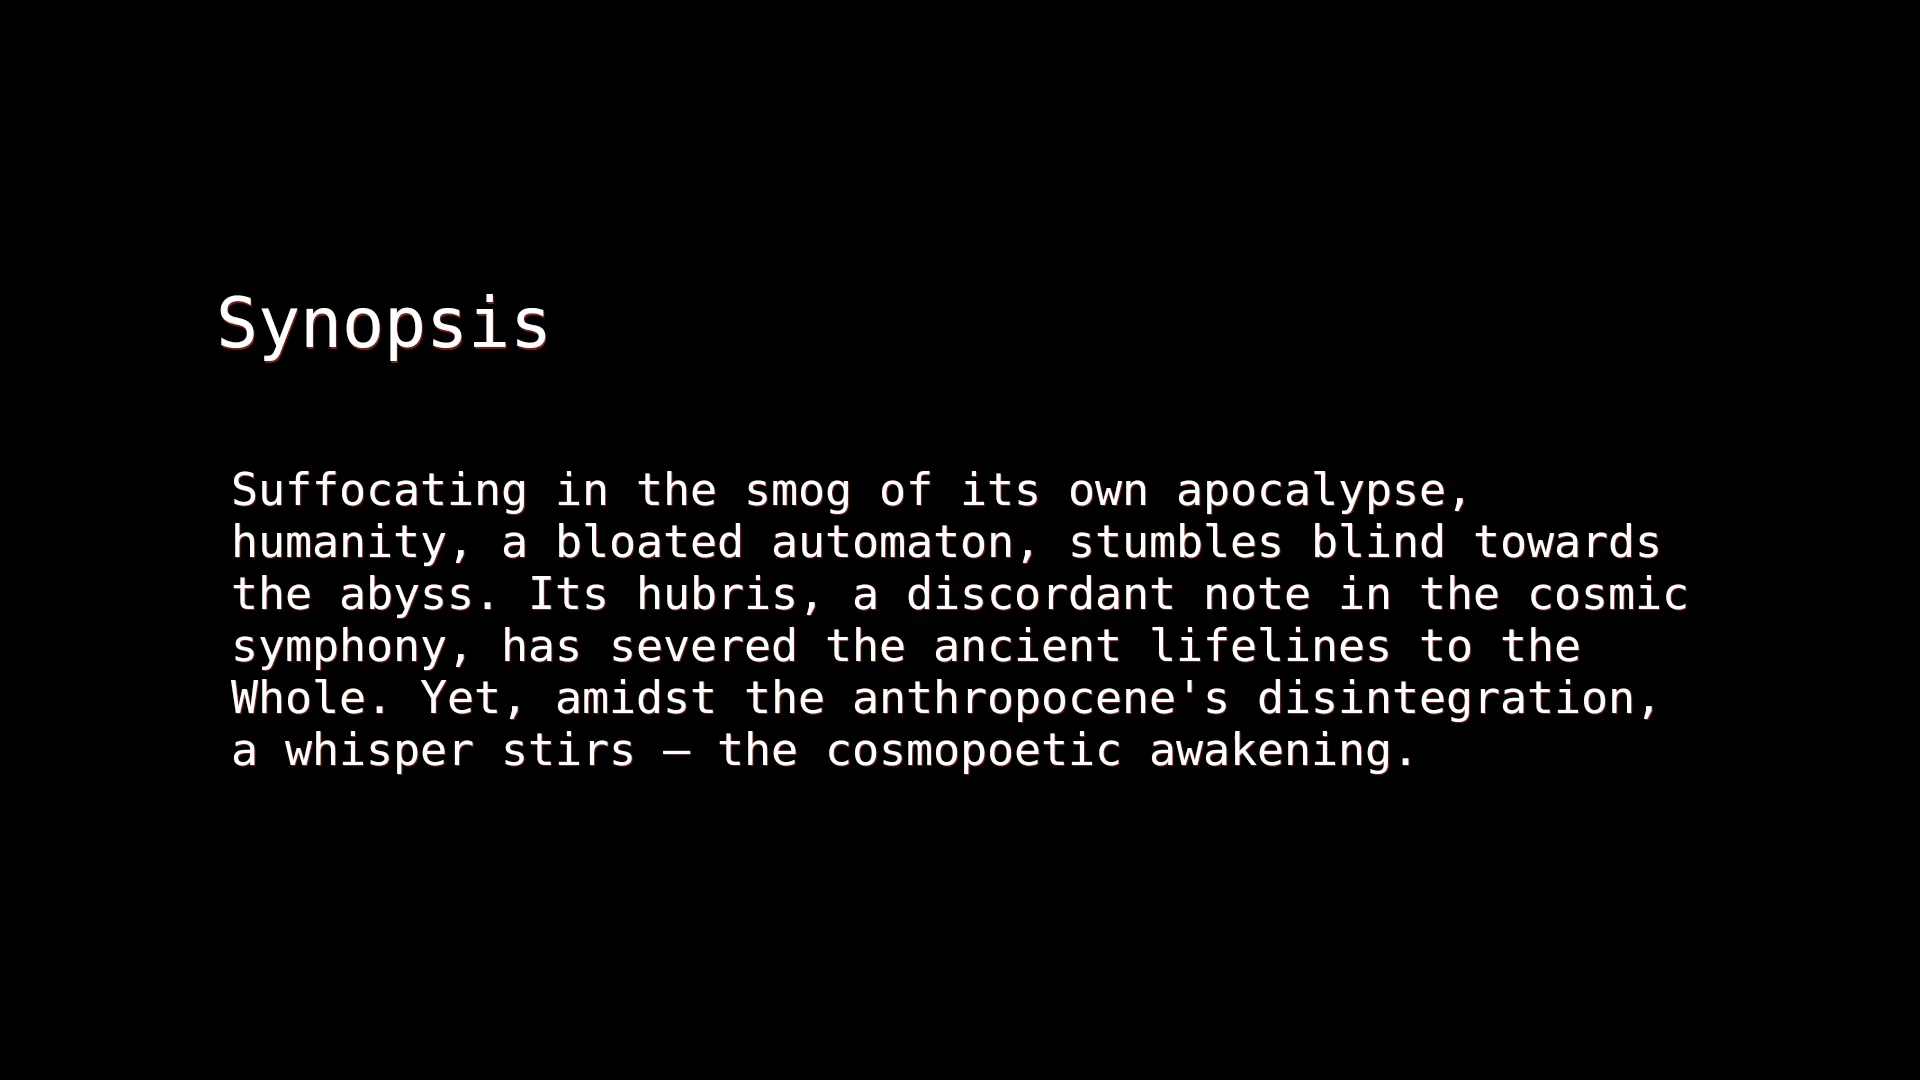 Synopsis
Suffocating in the smog of its own apocalypse,
humanity, a bloated automaton, stumbles blind towards
the abyss. Its hubris, a discordant note in the cosmic
symphony, has severed the ancient lifelines to the
Whole. Yet, amidst the anthropocene's disintegration,
a whisper stirs – the cosmopoetic awakening.